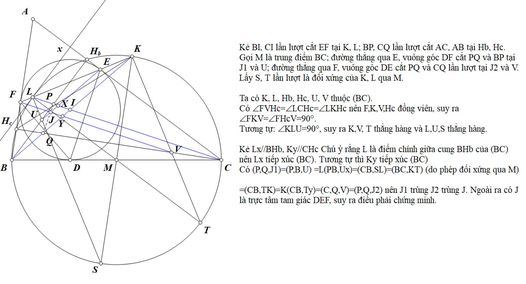 A
x
Hb
K
E
F
L
P
X
I
Hc
U
J
Y
Q
V
B
D
M
C
T
S
Kẻ BI, CI lần lượt cắt EF tại K, L; BP, CQ lần lượt cắt AC, AB tại Hb, Hc.
Gọi M là trung điểm BC; đường thẳng qua E, vuông góc DF cắt PQ và BP tại
J1 và U; đường thẳng qua F, vuông góc DE cắt PQ và CQ lần lượt tại J2 và V.
Lấy S, T lần lượt là đối xứng của K, L qua M.
Ta có K, L, Hb, Hc, U, V thuộc (BC).
Có ∠FVHc=∠LCHc=∠LKHc nên F,K,V,Hc đồng viên, suy ra
∠FKV=∠FHcV=90°.
Tương tự: ∠KLU=90°, suy ra K,V, T thẳng hàng và L,U,S thẳng hàng.
Kẻ Lx//BHb, Ky//CHc Chú ý rằng L là điểm chính giữa cung BHb của (BC)
nên Lx tiếp xúc (BC). Tương tự thì Ky tiếp xúc (BC)
Có (P,Q,J1)=(P,B,U) =L(PB,Ux)=(CB,SL)=(BC,KT) (do phép đối xứng qua M)
=(CB,TK)=K(CB,Ty)=(C,Q,V)=(P,Q,J2) nên J1 trùng J2 trùng J. Ngoài ra có J
là trực tâm tam giác DEF, suy ra điều phải chứng minh.